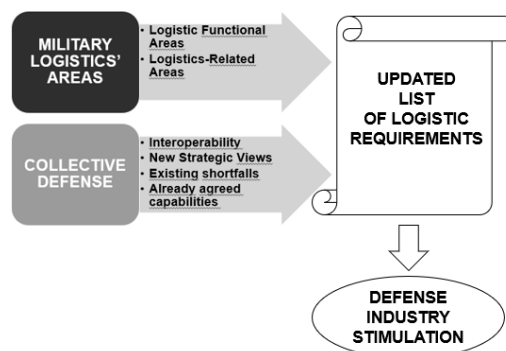 MILITARY
LOGISTICS'
AREAS
• Logistic Functional
Areas
• Logistics-Related
Areas
COLLECTIVE
DEFENSE
• Interoperability
• New Strategic Views
• Existing shortfalls
• Already agreed
capabilities
UPDATED
LIST
OF LOGISTIC
REQUIREMENTS
DEFENSE
INDUSTRY
STIMULATION